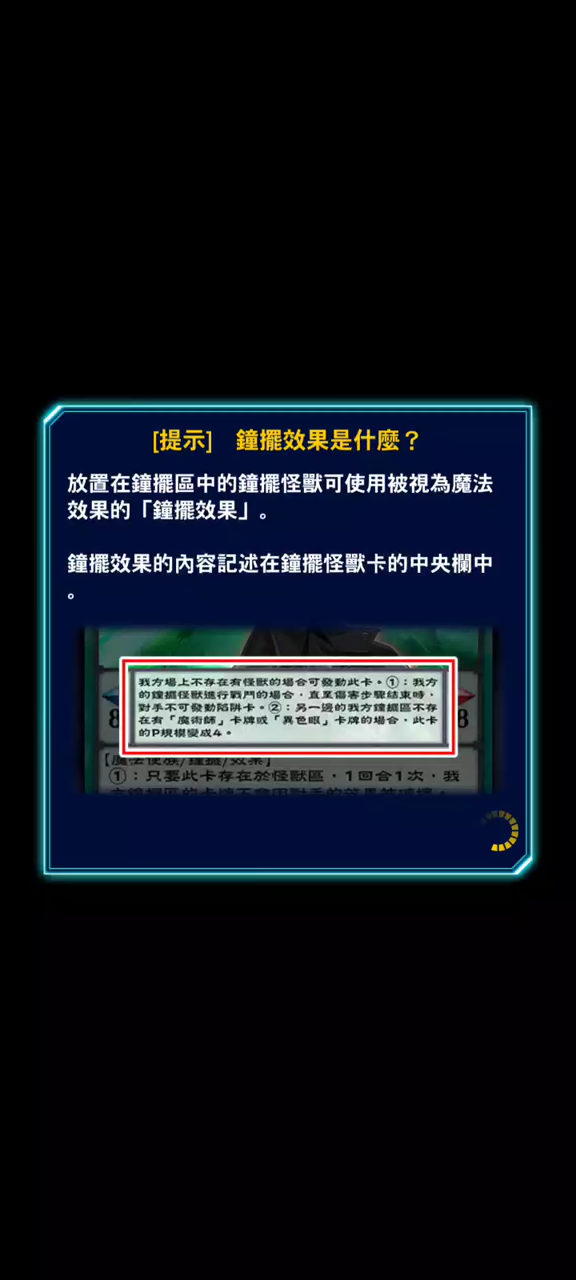 [提示]　鐘擺效果是什麼？
放置在鐘擺區中的鐘擺怪獸可使用被視為魔法
效果的「鐘擺效果」。
鐘擺效果的內容記述在鐘擺怪獸卡的中央欄中
。
我方場上不存在有怪獸的場合可發動此卡。①：我方
的鐘擺怪獸進行戰鬥的場合，直至傷害步驟結束時，
對手不可發動陷阱卡。②：另一邊的我方鐘擺區不存
在有「魔術師」卡牌或「異色眼」卡牌的場合，此卡
的P規模變成4。
8
8
【魔法使族/鐘擺/效果】
①：只要此卡存在於怪獸區，1回合1次，我